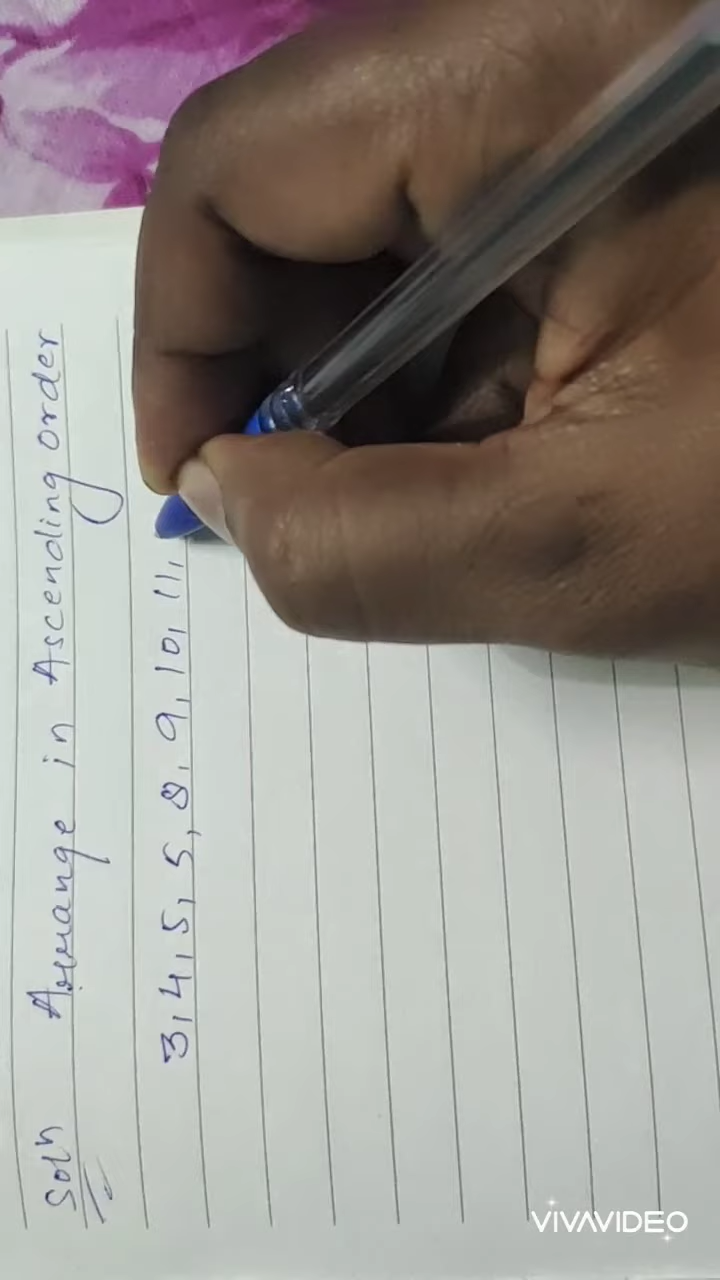 Soln Arrange in Ascending order
3, 4, 5, 5, 8, 9, 10, 11,
VIVAVIDEO